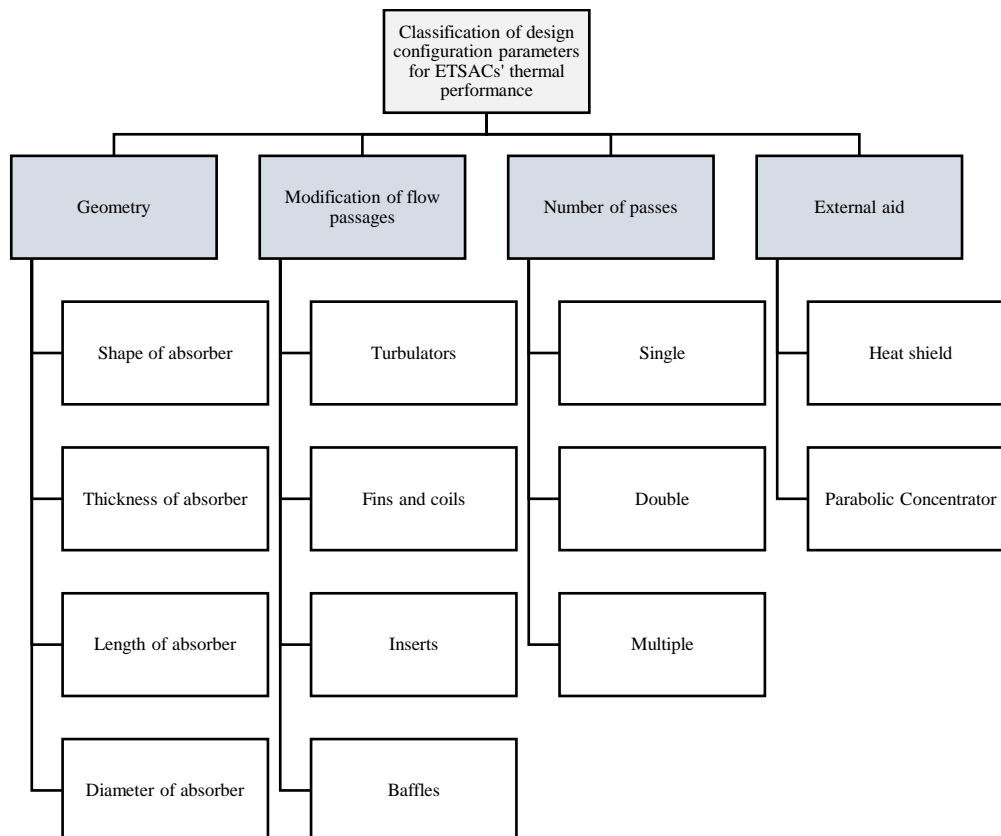 Classification of design
configuration parameters
for ETSACs' thermal
performance
Geometry
Modification of flow
passages
Number of passes
External aid
Shape of absorber
Turbulators
Single
Heat shield
Thickness of absorber
Fins and coils
Double
Parabolic Concentrator
Length of absorber
Inserts
Multiple
Diameter of absorber
Baffles